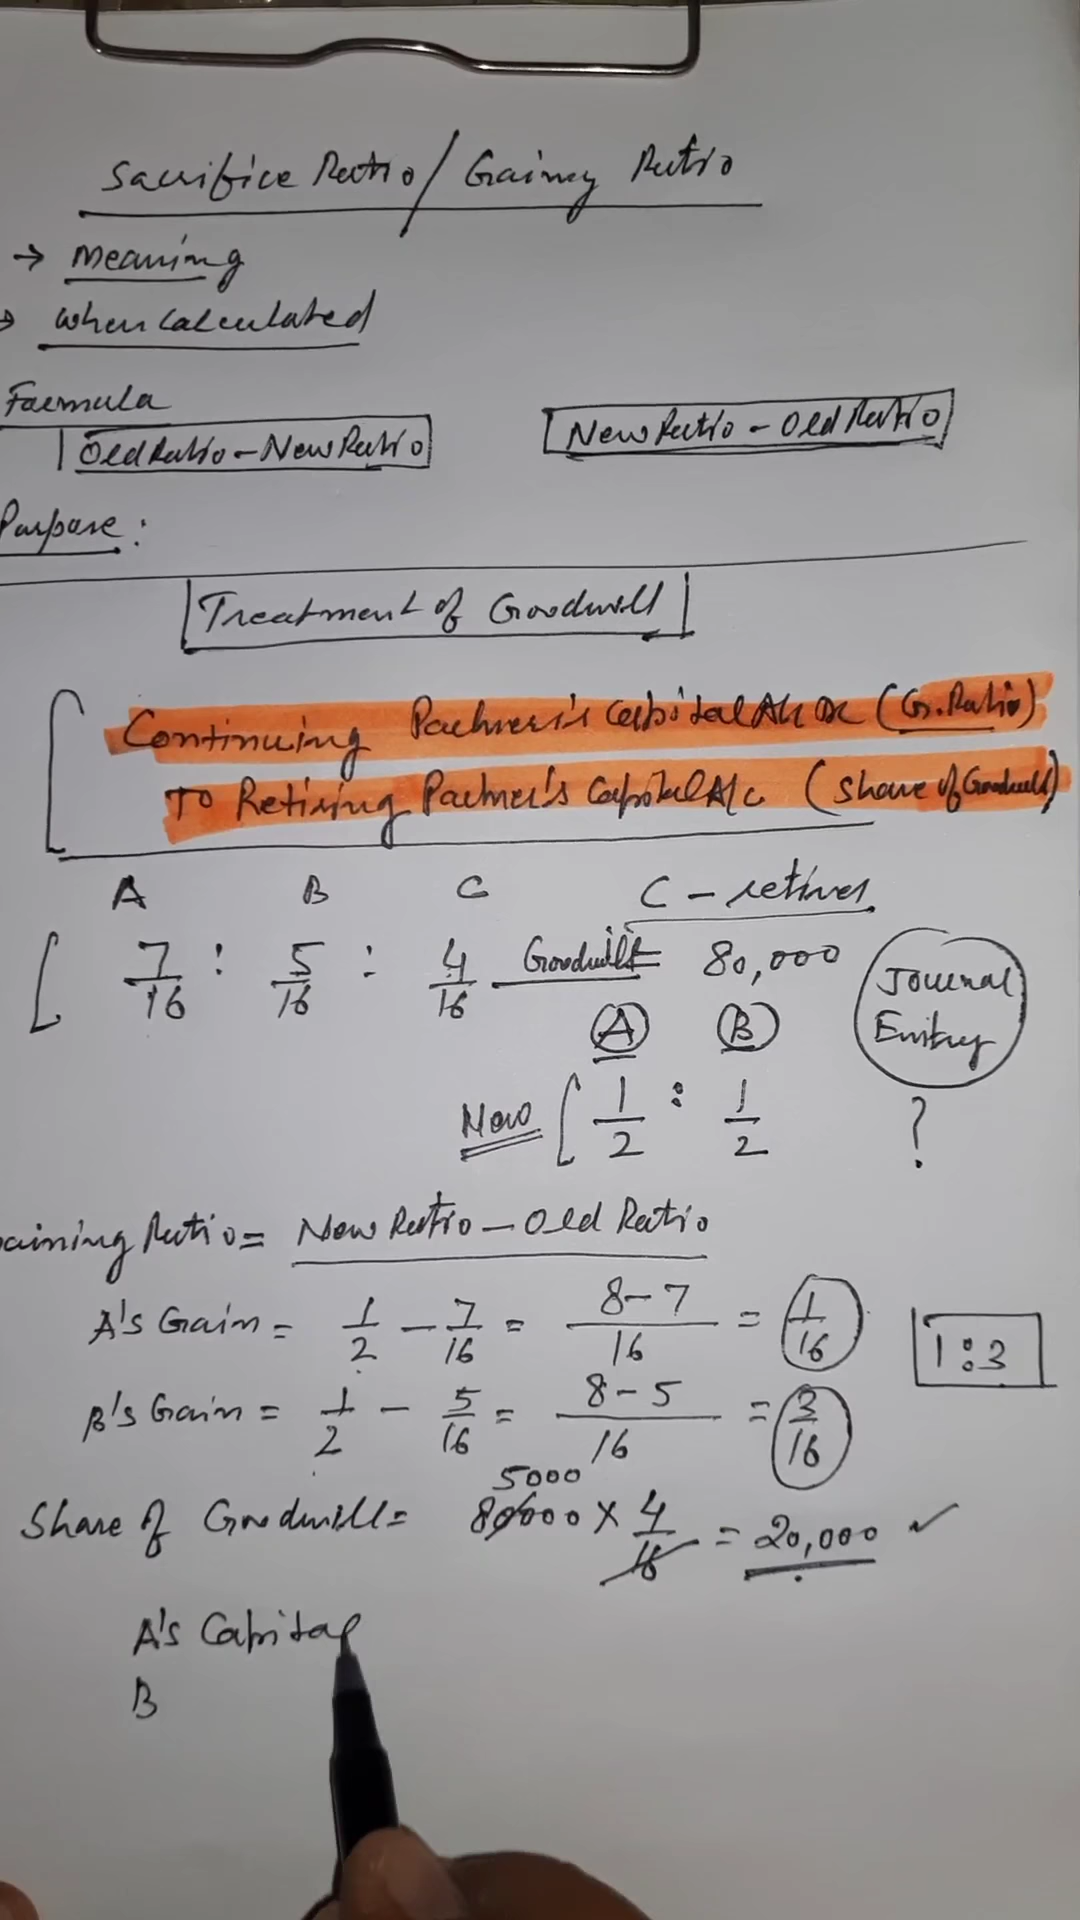 Sacrifice Ratio / Gaining Ratio
→ Meaning
→ When Calculated
Formula
Old Ratio - New Ratio New Ratio - Old Ratio
Purpose :
Treatment of Goodwill
Continuing Partner's Capital A/c Dr (G. Ratio)
To Retiring Partner's Capital A/c (Share of Goodwill)
A B C C - retires
7/16 : 5/16 : 4/16 Goodwill = 80,000
Journal Entry ?
A B
New [ 1/2 : 1/2
aining Ratio = New Ratio - Old Ratio
A's Gain = 1/2 - 7/16 = 8-7/16 = 1/16
1:3
B's Gain = 1/2 - 5/16 = 8-5/16 = 3/16
5000
Share of Goodwill = 80000 × 4/16 = 20,000 ✓
A's Capital
B